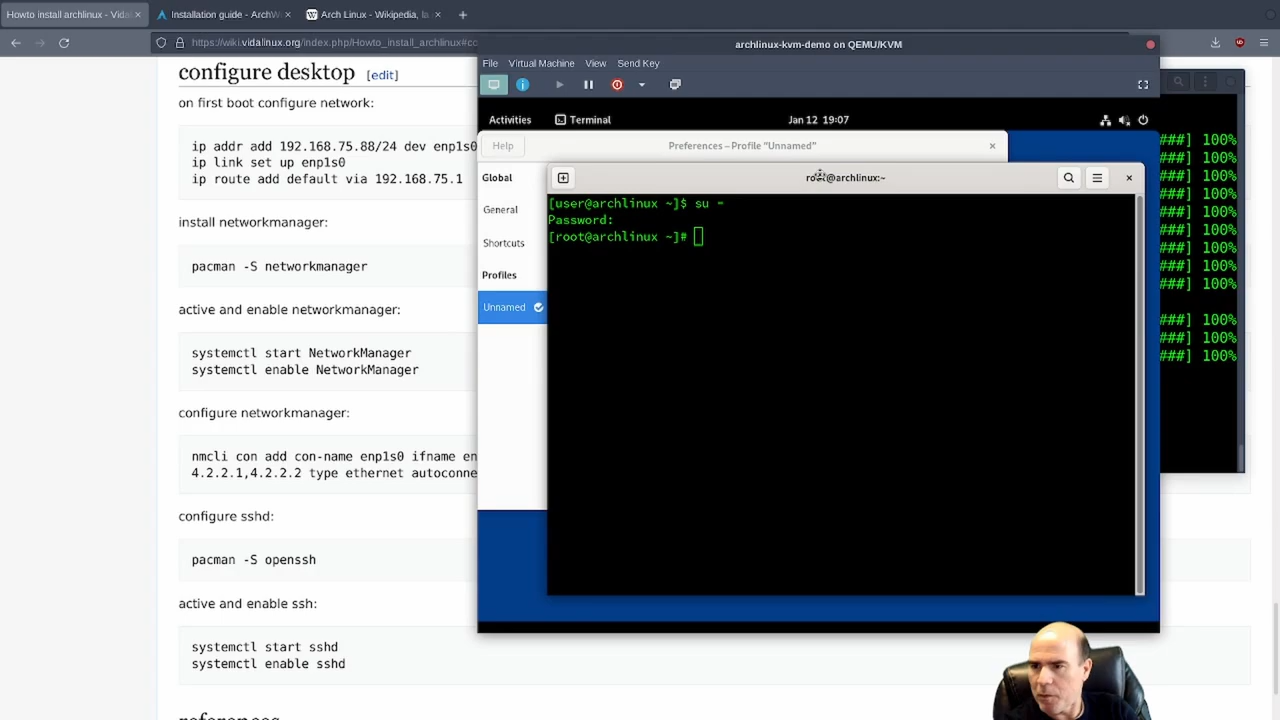 Howto install archlinux - Vidal
Installation guide - ArchW
Arch Linux - Wikipedia, la
https://wiki.vidalinux.org/index.php/Howto_install_archlinux#cc
configure desktop [edit]
on first boot configure network:
ip addr add 192.168.75.88/24 dev enp1s0
ip link set up enp1s0
ip route add default via 192.168.75.1
install networkmanager:
pacman -S networkmanager
active and enable networkmanager:
systemctl start NetworkManager
systemctl enable NetworkManager
configure networkmanager:
nmcli con add con-name enp1s0 ifname en
4.2.2.1,4.2.2.2 type ethernet autoconne
configure sshd:
pacman -S openssh
active and enable ssh:
systemctl start sshd
systemctl enable sshd
references
archlinux-kvm-demo on QEMU/KVM
File Virtual Machine View Send Key
Activities Terminal Jan 12 19:07
Help Preferences – Profile "Unnamed"
Global
General
Shortcuts
Profiles
Unnamed
root@archlinux:~
[user@archlinux ~]$ su -
Password:
[root@archlinux ~]#
###] 100%
###] 100%
###] 100%
###] 100%
###] 100%
###] 100%
###] 100%
###] 100%
###] 100%
###] 100%
###] 100%
###] 100%